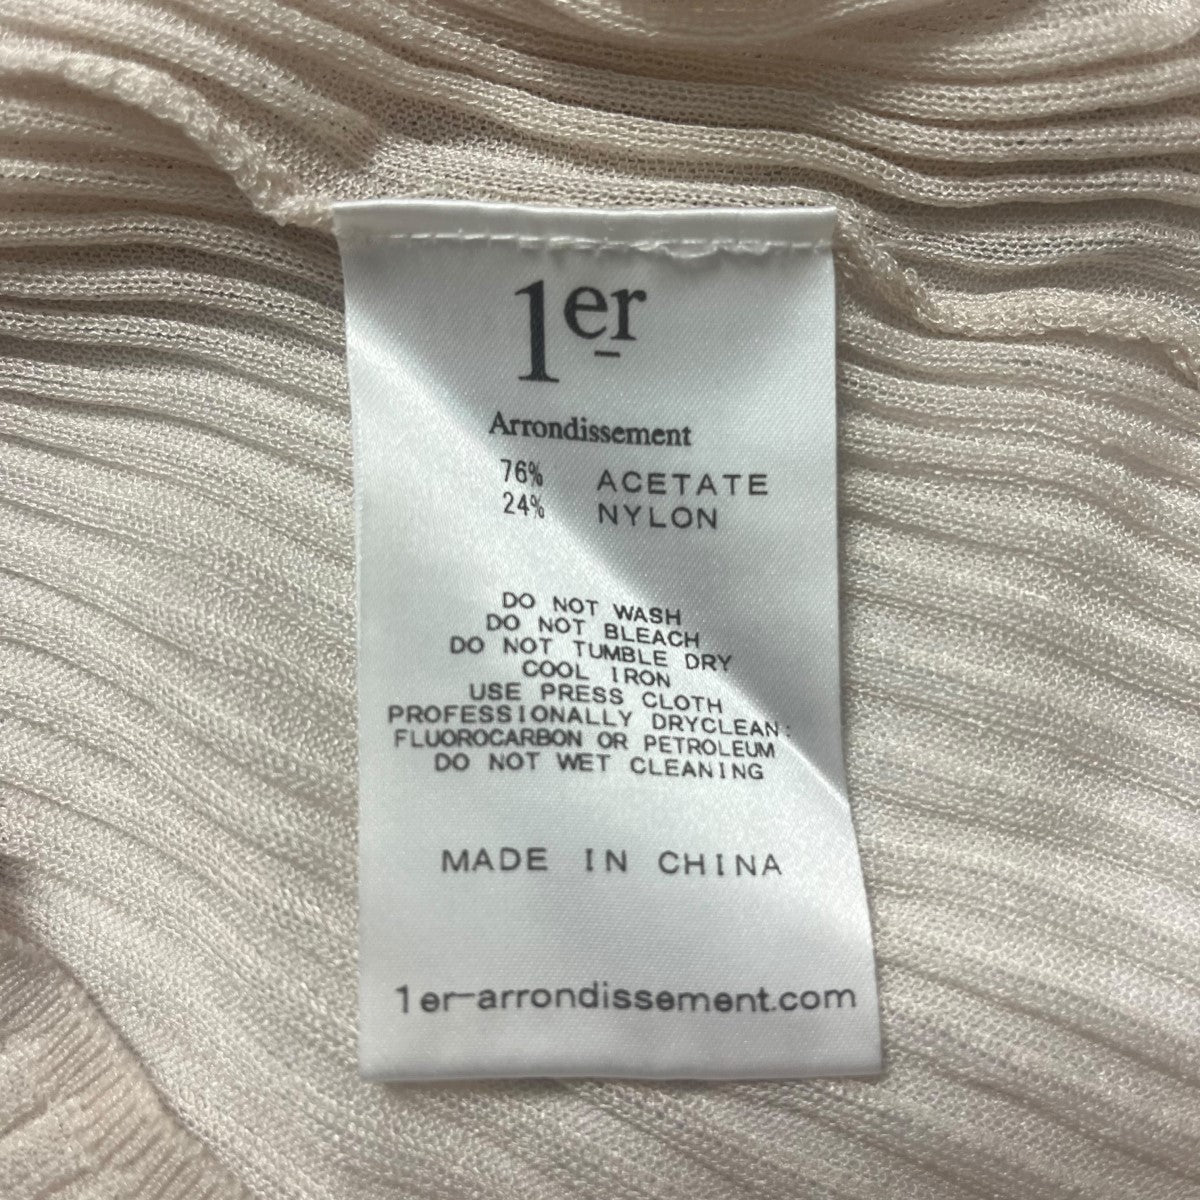 1er
Arrondissement
76% ACETATE
24% NYLON
DO NOT WASH
DO NOT BLEACH
DO NOT TUMBLE DRY
COOL IRON
USE PRESS CLOTH
PROFESSIONALLY DRYCLEAN:
FLUOROCARBON OR PETROLEUM
DO NOT WET CLEANING
MADE IN CHINA
1er-arrondissement.com